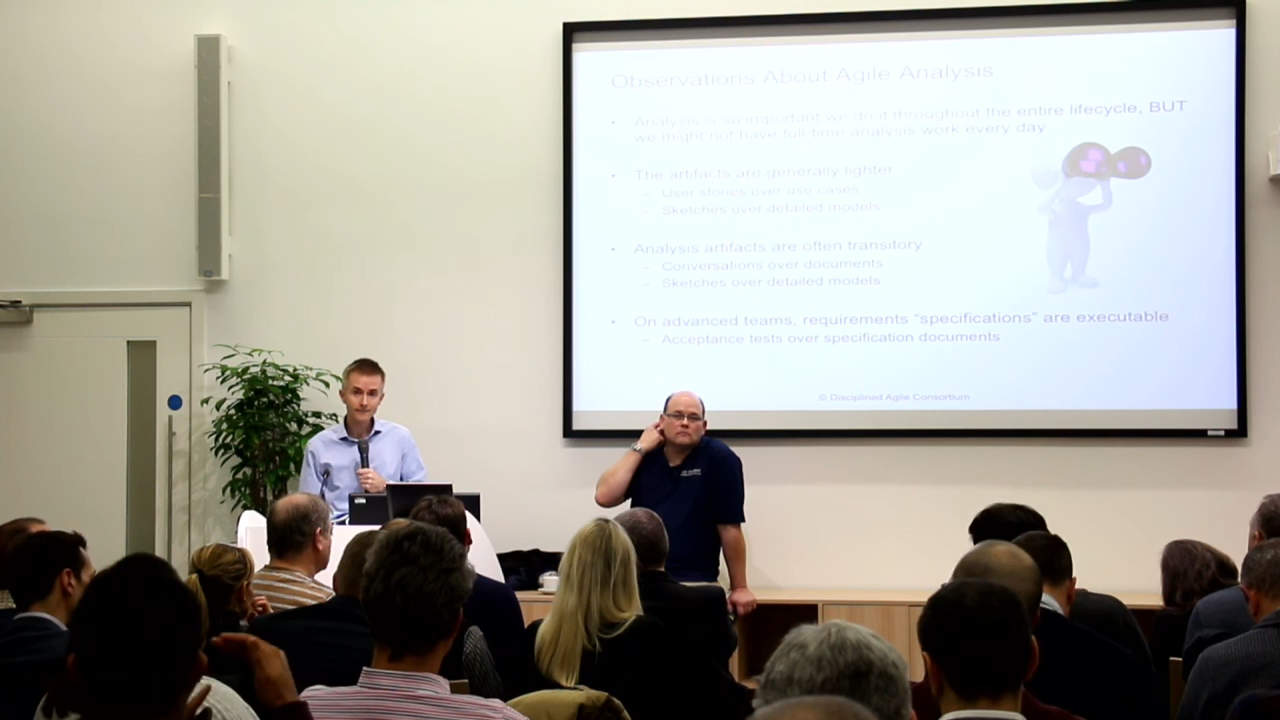 Observations About Agile Analysis
Analysis is so important we do it throughout the entire lifecycle, BUT
we might not have full time analysis work every day
The artifacts are generally lighter
– User stories over use cases
– Sketches over detailed models
Analysis artifacts are often transitory
– Conversations over documents
– Sketches over detailed models
On advanced teams, requirements “specifications” are executable
– Acceptance tests over specification documents
© Disciplined Agile Consortium